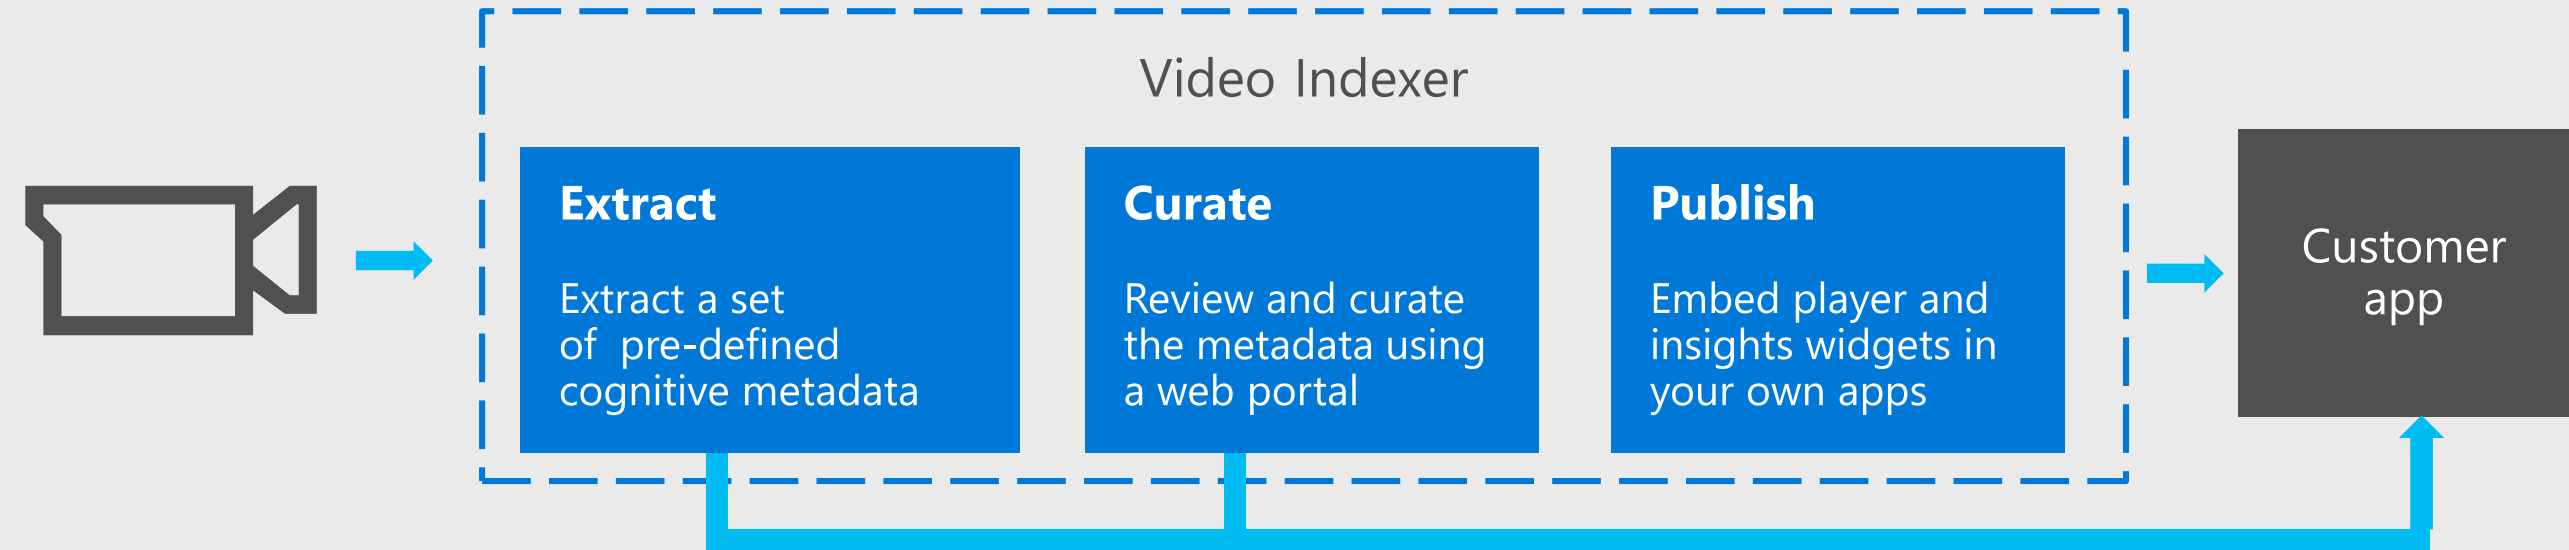 Video Indexer
Extract
Extract a set
of  pre-defined
cognitive metadata
Curate
Review and curate
the metadata using
a web portal
Publish
Embed player and
insights widgets in
your own apps
Customer
app